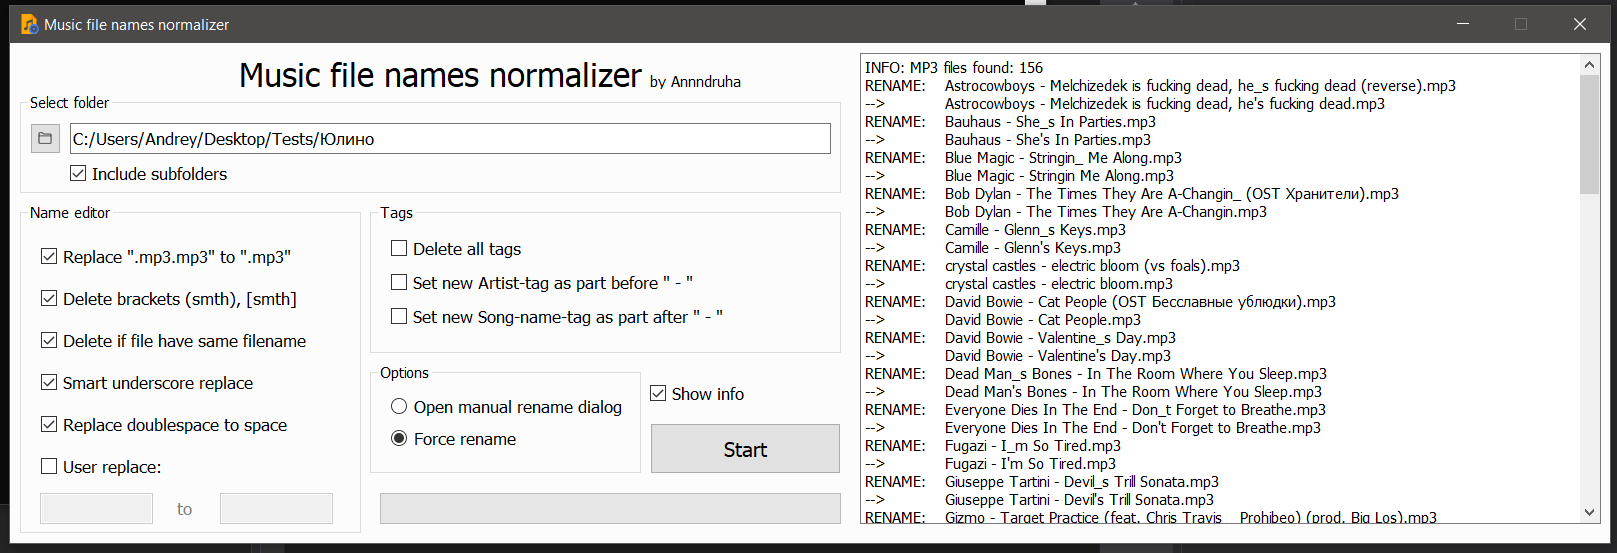 Music file names normalizer
Music file names normalizer by Annndruha
Select folder
C:/Users/Andrey/Desktop/Tests/Юлино
Include subfolders
Name editor
Replace ".mp3.mp3" to ".mp3"
Delete brackets (smth), [smth]
Delete if file have same filename
Smart underscore replace
Replace doublespace to space
User replace:
to
Tags
Delete all tags
Set new Artist-tag as part before " - "
Set new Song-name-tag as part after " - "
Options
Open manual rename dialog
Force rename
Show info
Start
INFO: MP3 files found: 156
RENAME: Astrocowboys - Melchizedek is fucking dead, he_s fucking dead (reverse).mp3
--> Astrocowboys - Melchizedek is fucking dead, he's fucking dead.mp3
RENAME: Bauhaus - She_s In Parties.mp3
--> Bauhaus - She's In Parties.mp3
RENAME: Blue Magic - Stringin_ Me Along.mp3
--> Blue Magic - Stringin Me Along.mp3
RENAME: Bob Dylan - The Times They Are A-Changin_ (OST Хранители).mp3
--> Bob Dylan - The Times They Are A-Changin.mp3
RENAME: Camille - Glenn_s Keys.mp3
--> Camille - Glenn's Keys.mp3
RENAME: crystal castles - electric bloom (vs foals).mp3
--> crystal castles - electric bloom.mp3
RENAME: David Bowie - Cat People (OST Бесславные ублюдки).mp3
--> David Bowie - Cat People.mp3
RENAME: David Bowie - Valentine_s Day.mp3
--> David Bowie - Valentine's Day.mp3
RENAME: Dead Man_s Bones - In The Room Where You Sleep.mp3
--> Dead Man's Bones - In The Room Where You Sleep.mp3
RENAME: Everyone Dies In The End - Don_t Forget to Breathe.mp3
--> Everyone Dies In The End - Don't Forget to Breathe.mp3
RENAME: Fugazi - I_m So Tired.mp3
--> Fugazi - I'm So Tired.mp3
RENAME: Giuseppe Tartini - Devil_s Trill Sonata.mp3
--> Giuseppe Tartini - Devil's Trill Sonata.mp3
RENAME: Gizmo - Target Practice (feat. Chris Travis _ Prohibeo) (prod. Big Los).mp3